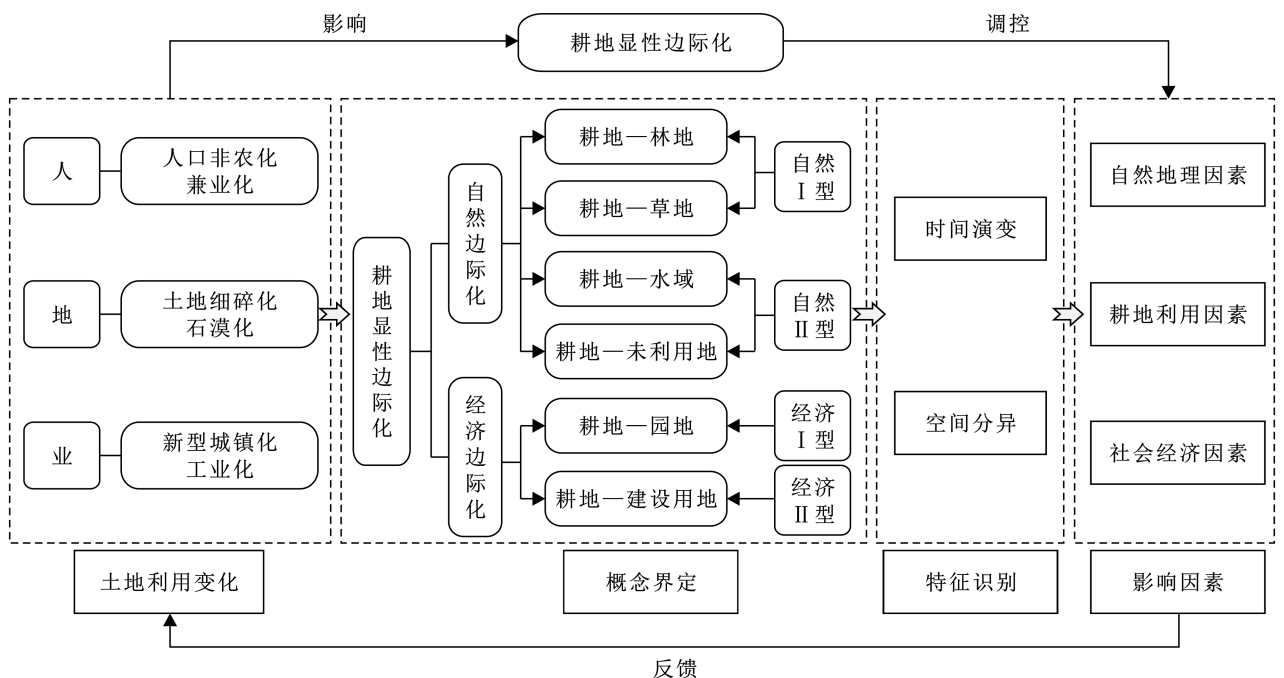 影响
调控
耕地显性边际化
人
人口非农化
兼业化
地
土地细碎化
石漠化
业
新型城镇化
工业化
耕地显性边际化
自然边际化
经济边际化
耕地—林地
耕地—草地
耕地—水域
耕地—未利用地
耕地—园地
耕地—建设用地
自然
Ⅰ型
自然
Ⅱ型
经济
Ⅰ型
经济
Ⅱ型
时间演变
空间分异
自然地理因素
耕地利用因素
社会经济因素
土地利用变化
概念界定
特征识别
影响因素
反馈